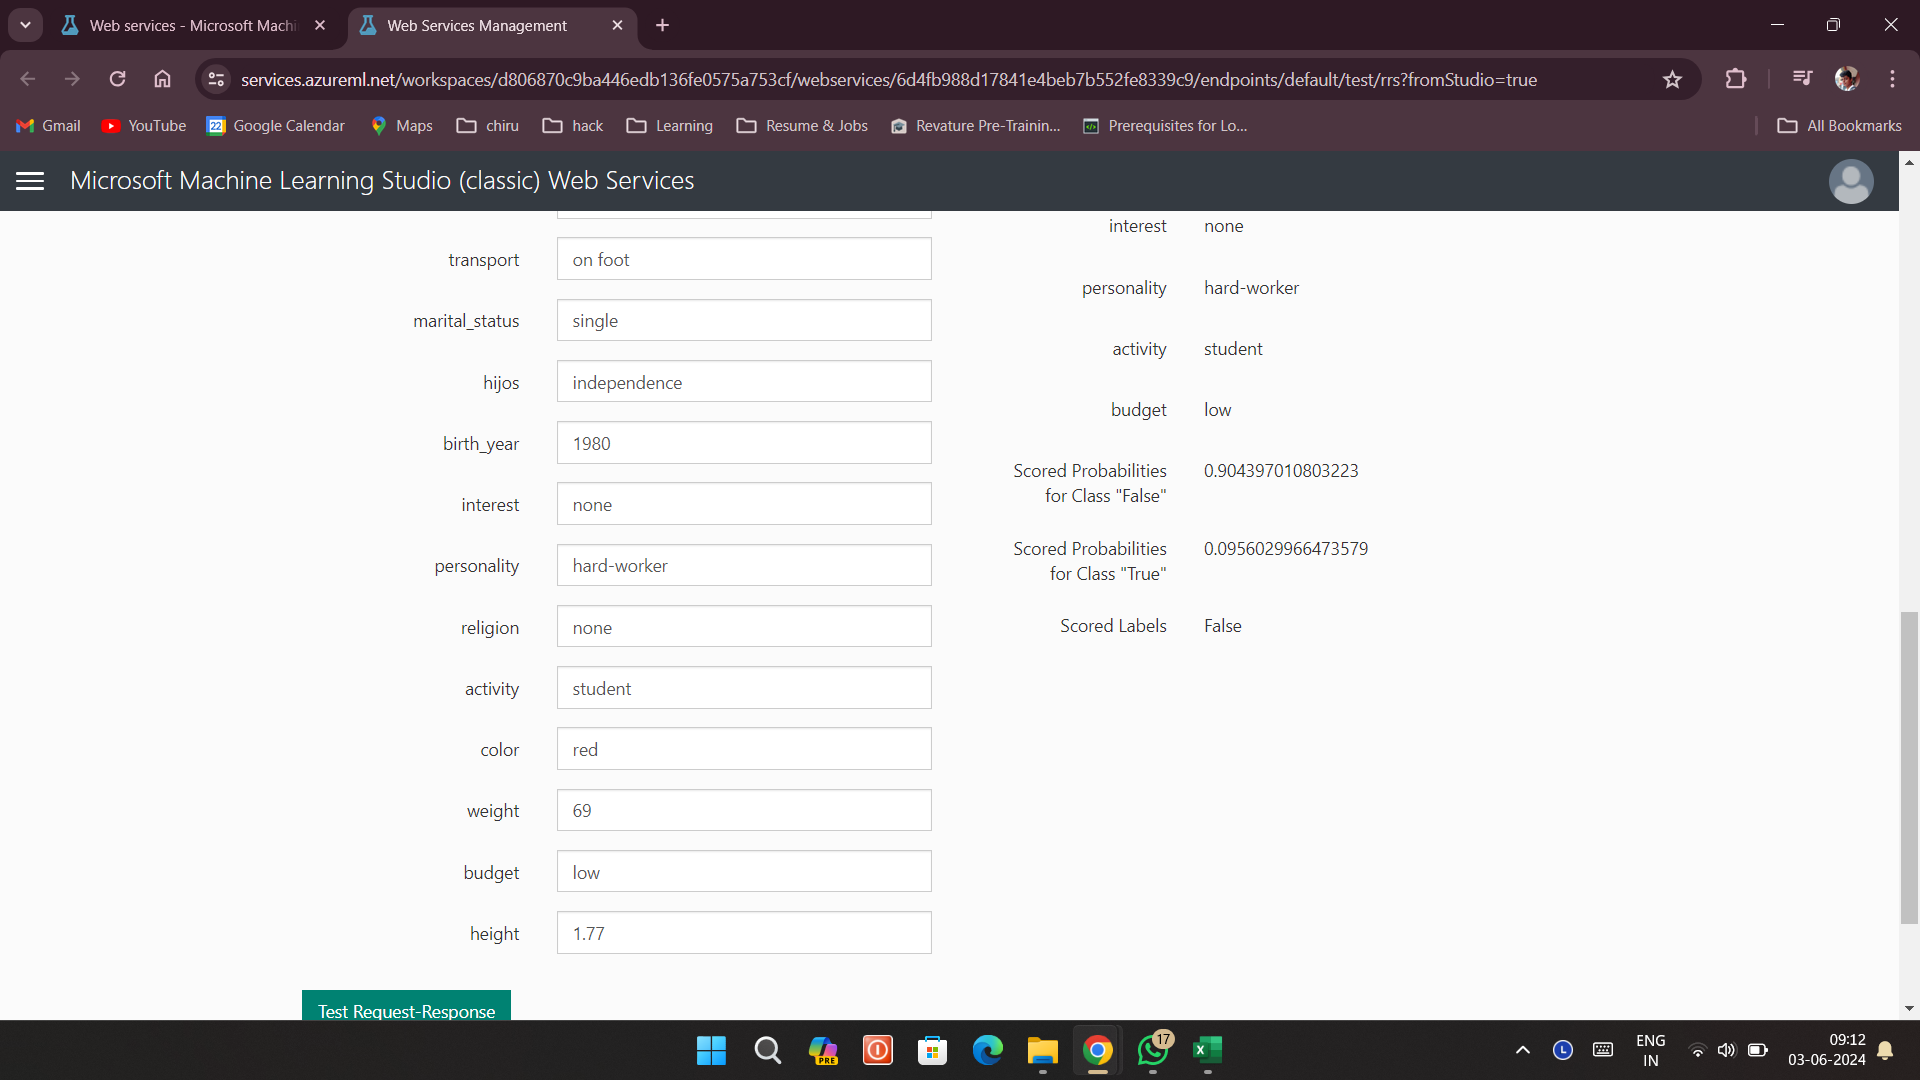 Web services - Microsoft Machi
Web Services Management
services.azureml.net/workspaces/d806870c9ba446edb136fe0575a753cf/webservices/6d4fb988d17841e4beb7b552fe8339c9/endpoints/default/test/rrs?fromStudio=true
Gmail
YouTube
22 Google Calendar
Maps
chiru
hack
Learning
Resume & Jobs
Revature Pre-Trainin...
Prerequisites for Lo...
All Bookmarks
Microsoft Machine Learning Studio (classic) Web Services
transport on foot
marital_status single
hijos independence
birth_year 1980
interest none
personality hard-worker
religion none
activity student
color red
weight 69
budget low
height 1.77
Test Request-Response
interest none
personality hard-worker
activity student
budget low
Scored Probabilities 0.904397010803223
for Class "False"
Scored Probabilities 0.0956029966473579
for Class "True"
Scored Labels False
PRE
17
L
ENG
IN
09:12
03-06-2024